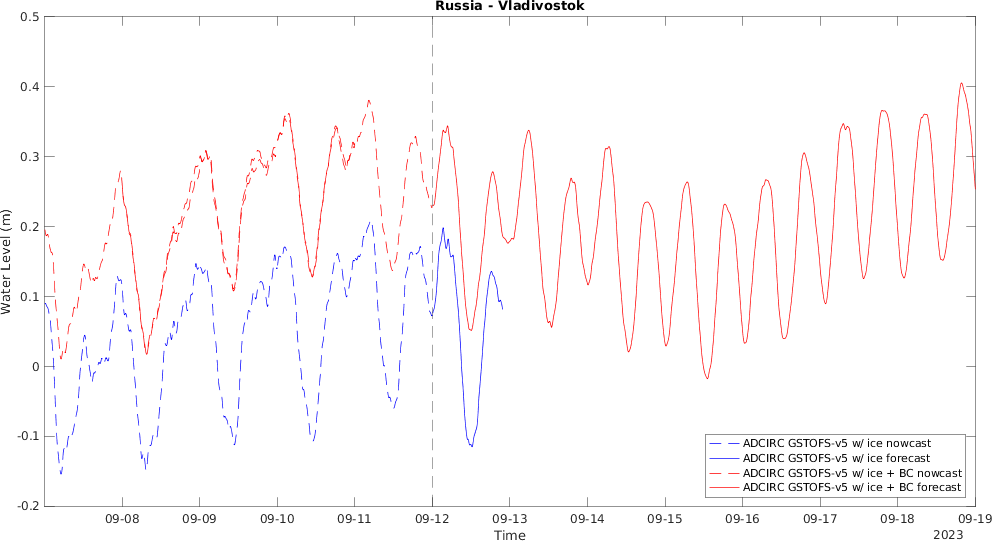 Russia - Vladivostok
0.5
0.4
0.3
0.2
0.1
0
-0.1
-0.2
Water Level (m)
ADCIRC GSTOFS-v5 w/ ice nowcast
ADCIRC GSTOFS-v5 w/ ice forecast
ADCIRC GSTOFS-v5 w/ ice + BC nowcast
ADCIRC GSTOFS-v5 w/ ice + BC forecast
09-08 09-09 09-10 09-11 09-12 09-13 09-14 09-15 09-16 09-17 09-18 09-19
Time
2023